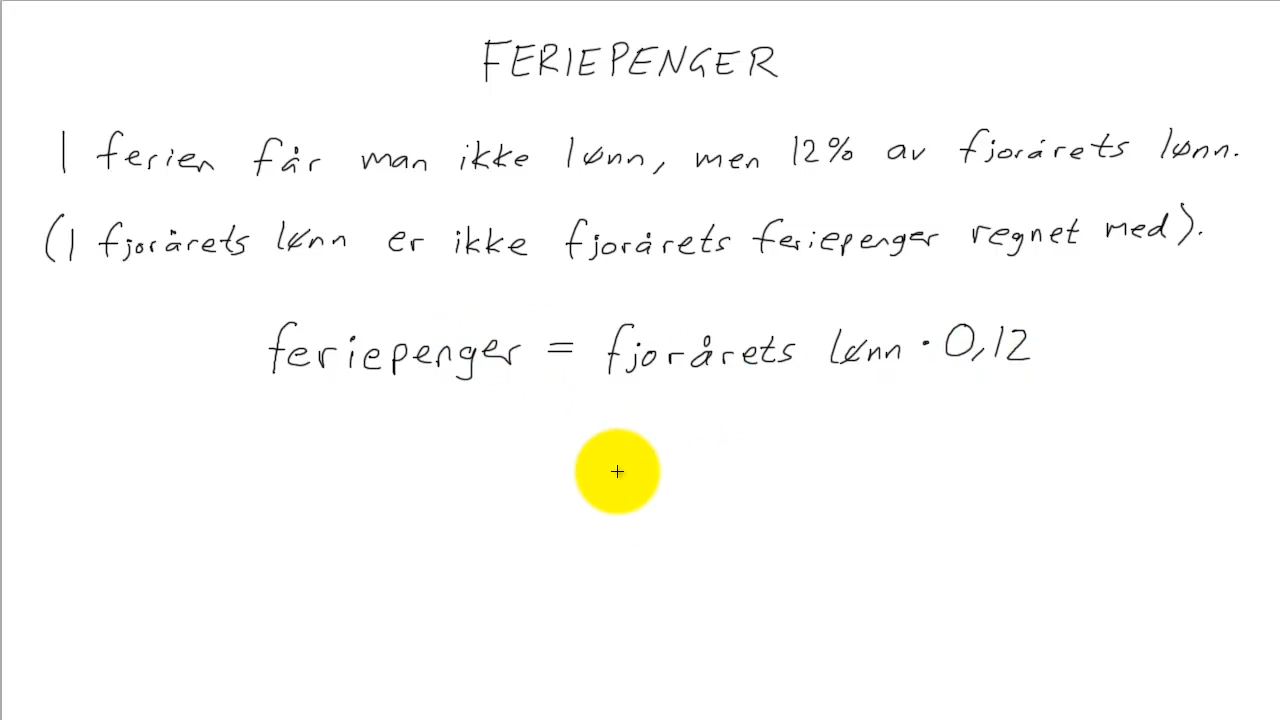 FERIEPENGER
I ferien får man ikke lønn, men 12% av fjorårets lønn.
(I fjorårets lønn er ikke fjorårets feriepenger regnet med).
feriepenger = fjorårets lønn · 0,12